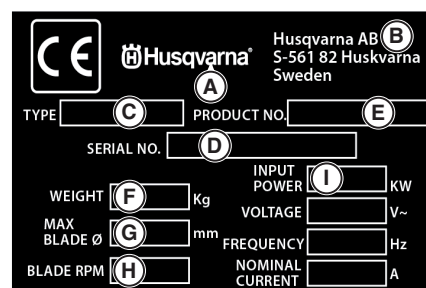 CE
Husqvarna®
Husqvarna AB B
S-561 82 Huskvarna
Sweden
A
TYPE C PRODUCT NO. E
SERIAL NO. D
WEIGHT F Kg
INPUT POWER I KW
MAX BLADE Ø G mm
VOLTAGE V~
FREQUENCY Hz
BLADE RPM H
NOMINAL CURRENT A